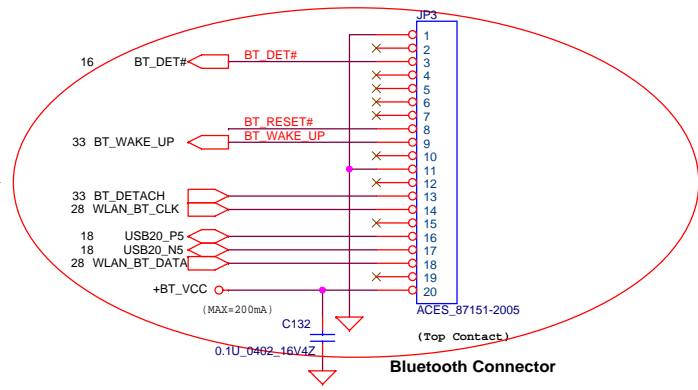 JP3
1
2
16 BT_DET# BT_DET# 3
4
5
6
7
BT_RESET# 8
33 BT_WAKE_UP BT_WAKE_UP 9
10
11
12
33 BT_DETACH 13
28 WLAN_BT_CLK 14
15
18 USB20_P5 16
18 USB20_N5 17
28 WLAN_BT_DATA 18
19
+BT_VCC 20
(MAX=200mA)
ACES_87151-2005
C132
(Top Contact)
0.1U_0402_16V4Z
Bluetooth Connector